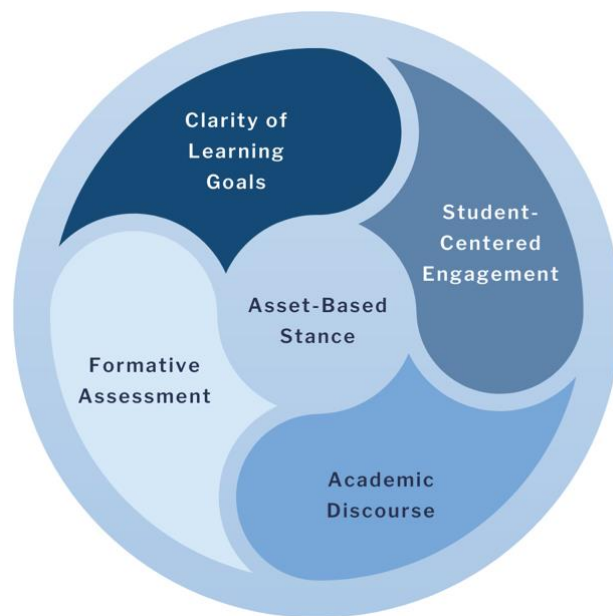 Clarity of
Learning
Goals
Student-
Centered
Engagement
Asset-Based
Stance
Formative
Assessment
Academic
Discourse